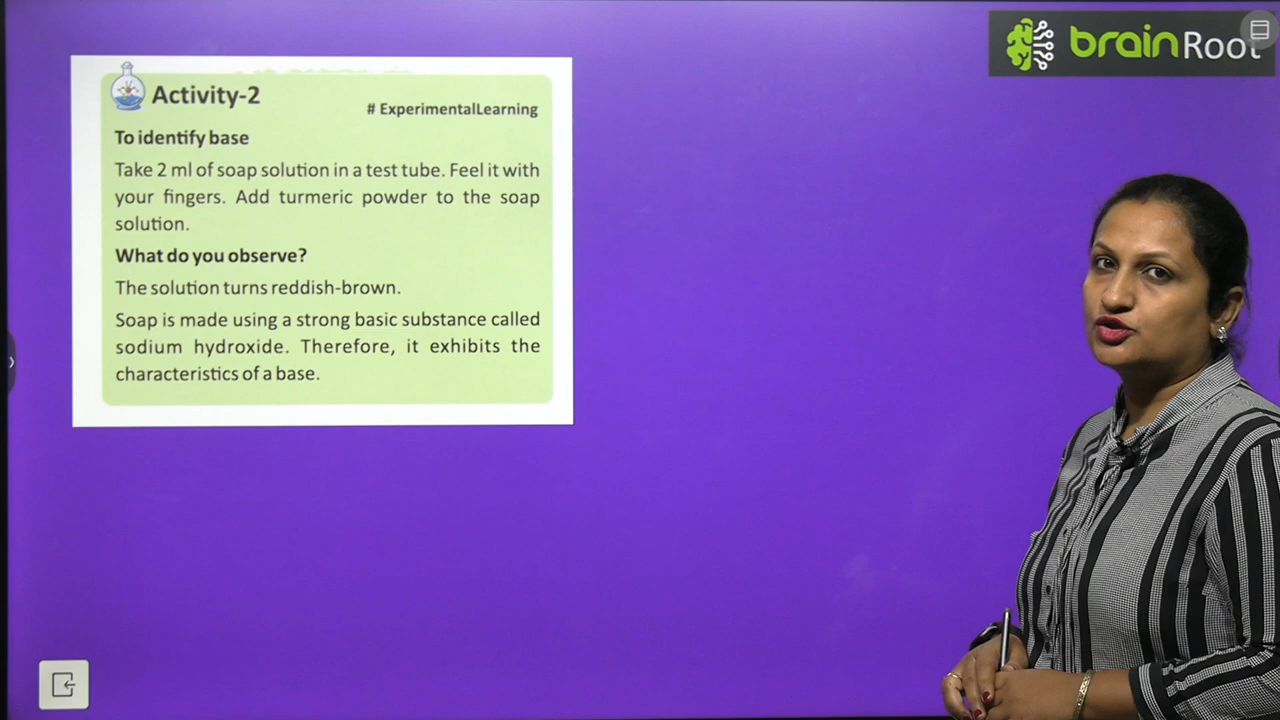 brainRoot
Activity-2
# ExperimentalLearning
To identify base
Take 2 ml of soap solution in a test tube. Feel it with
your fingers. Add turmeric powder to the soap
solution.
What do you observe?
The solution turns reddish-brown.
Soap is made using a strong basic substance called
sodium hydroxide. Therefore, it exhibits the
characteristics of a base.